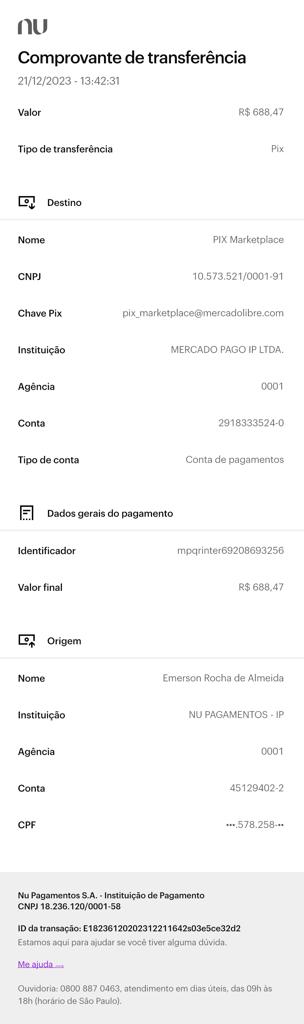 nu
Comprovante de transferência
21/12/2023 - 13:42:31
Valor R$ 688,47
Tipo de transferência Pix
Destino
Nome PIX Marketplace
CNPJ 10.573.521/0001-91
Chave Pix pix_marketplace@mercadolibre.com
Instituição MERCADO PAGO IP LTDA.
Agência 0001
Conta 2918333524-0
Tipo de conta Conta de pagamentos
Dados gerais do pagamento
Identificador mpqrinter69208693256
Valor final R$ 688,47
Origem
Nome Emerson Rocha de Almeida
Instituição NU PAGAMENTOS - IP
Agência 0001
Conta 45129402-2
CPF •••.578.258-••
Nu Pagamentos S.A. - Instituição de Pagamento
CNPJ 18.236.120/0001-58
ID da transação: E18236120202312211642s03e5ce32d2
Estamos aqui para ajudar se você tiver alguma dúvida.
Me ajuda →
Ouvidoria: 0800 887 0463, atendimento em dias úteis, das 09h às
18h (horário de São Paulo).